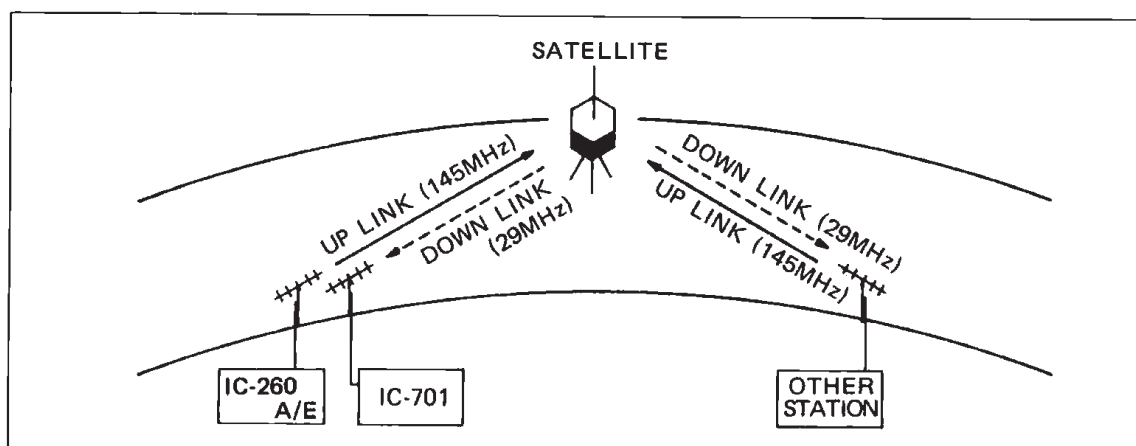 SATELLITE
UP LINK (145MHz)
DOWN LINK
(29MHz)
DOWN LINK (29MHz)
UP LINK (145MHz)
IC-260
A/E
IC-701
OTHER
STATION